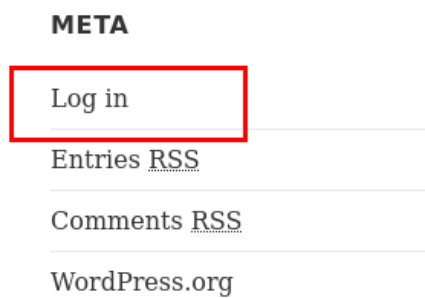 META
Log in
Entries RSS
Comments RSS
WordPress.org